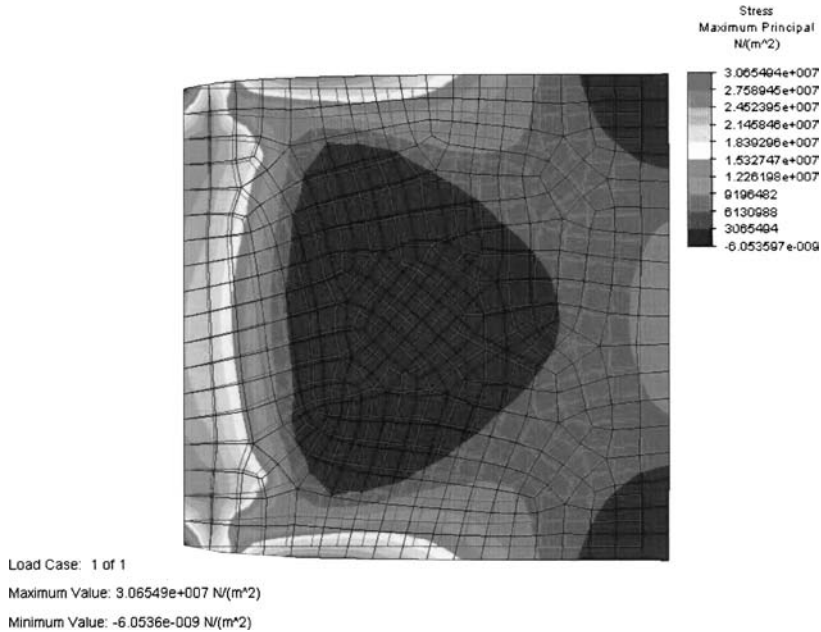 Stress
Maximum Principal
N/(m^2)
3.065494e+007
2.758945e+007
2.452395e+007
2.145846e+007
1.839296e+007
1.532747e+007
1.226198e+007
9196482
6130988
3065494
-6.053597e-009
Load Case: 1 of 1
Maximum Value: 3.06549e+007 N/(m^2)
Minimum Value: -6.0536e-009 N/(m^2)